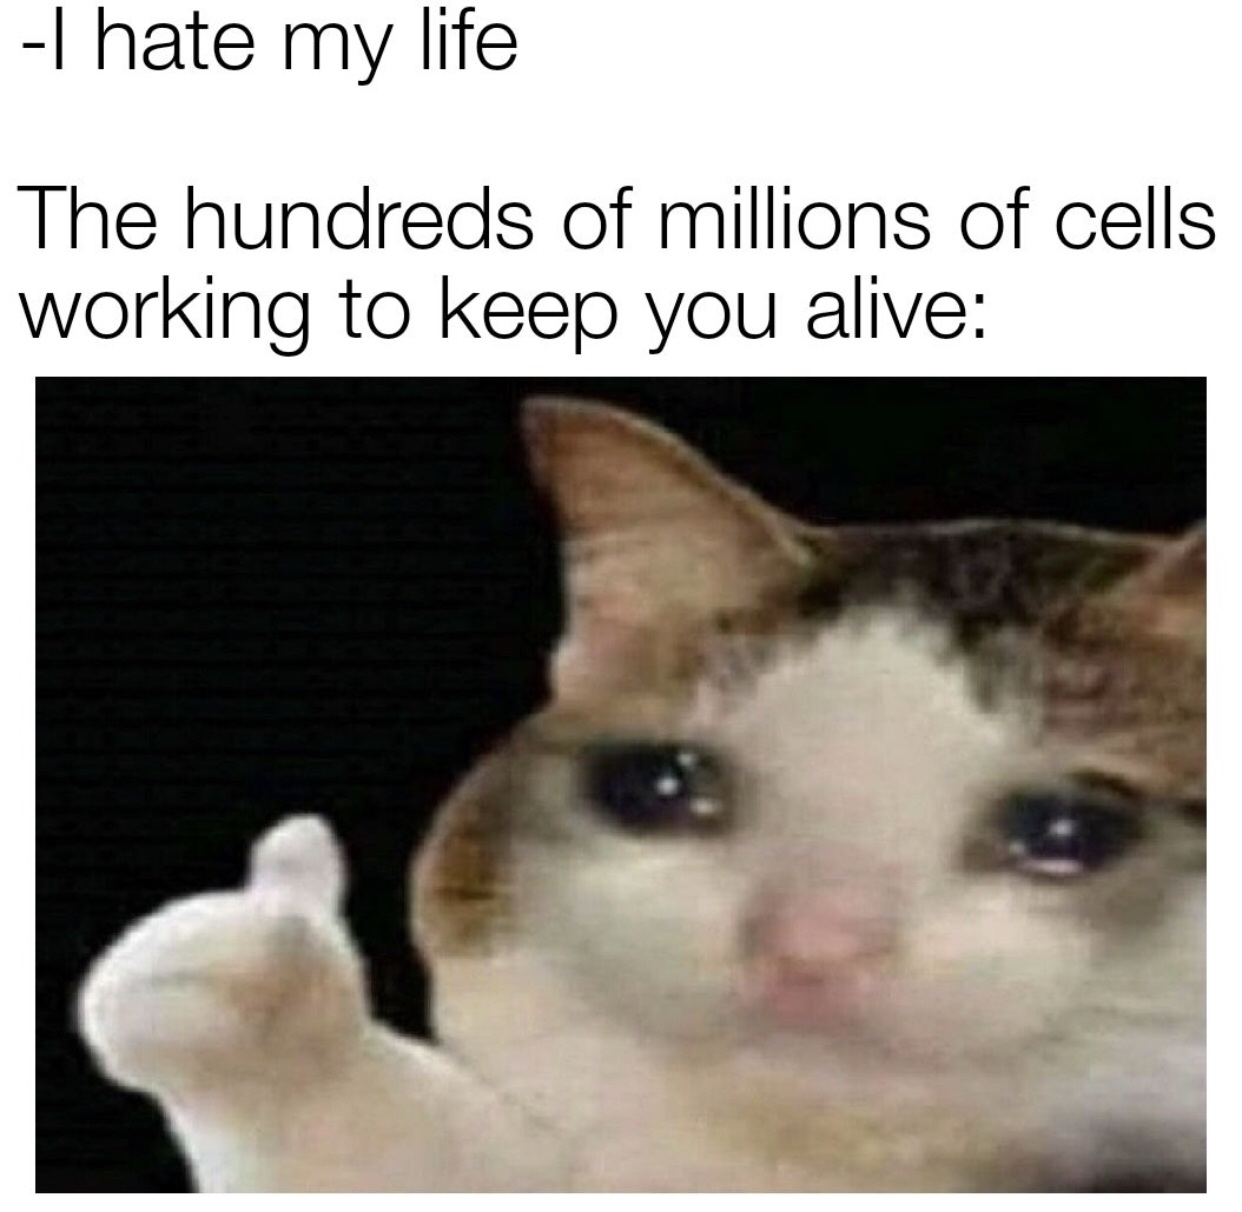 -I hate my life
The hundreds of millions of cells
working to keep you alive: